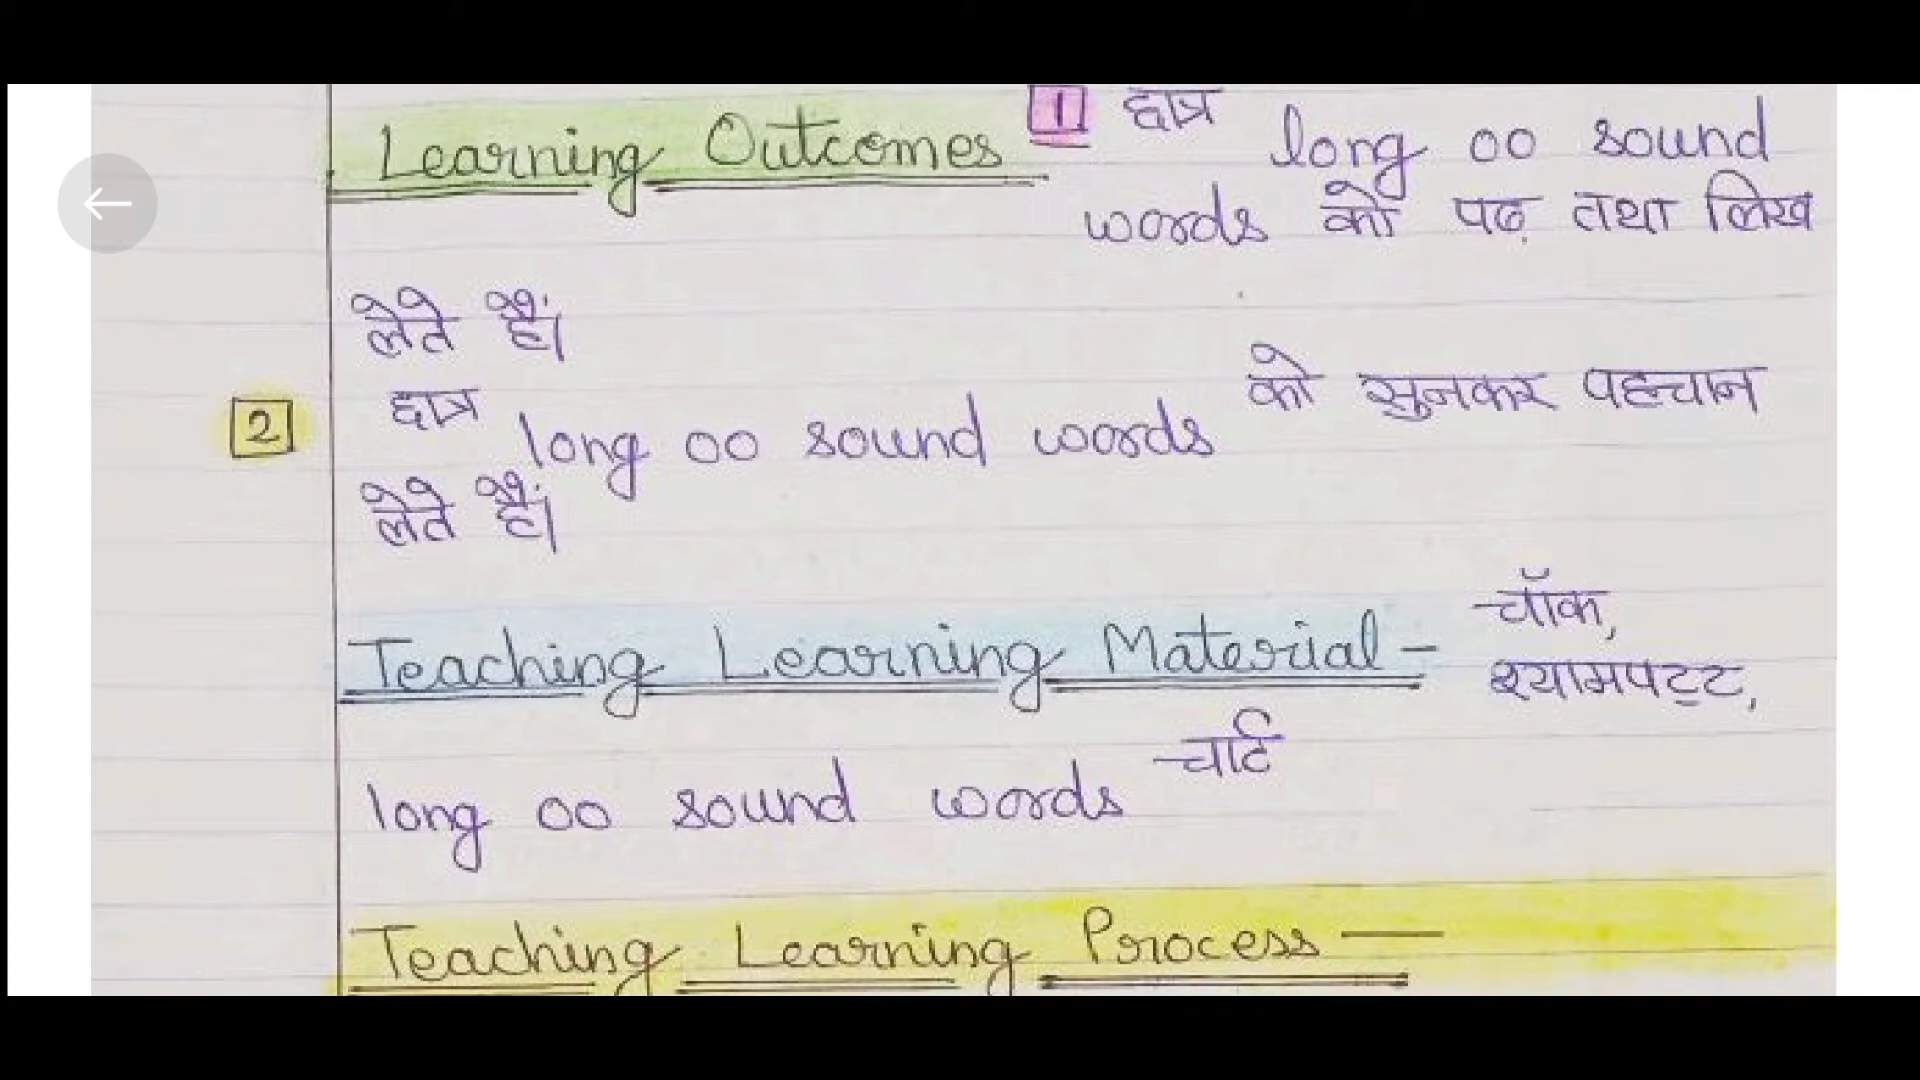 Learning Outcomes 1 छात्र long oo sound
words को पढ़ तथा लिख
लेते हैं।
2 छात्र long oo sound words को सुनकर पहचान
लेते हैं।
Teaching Learning Material - चॉक,
श्यामपट्ट,
long oo sound words चार्ट
Teaching Learning Process —